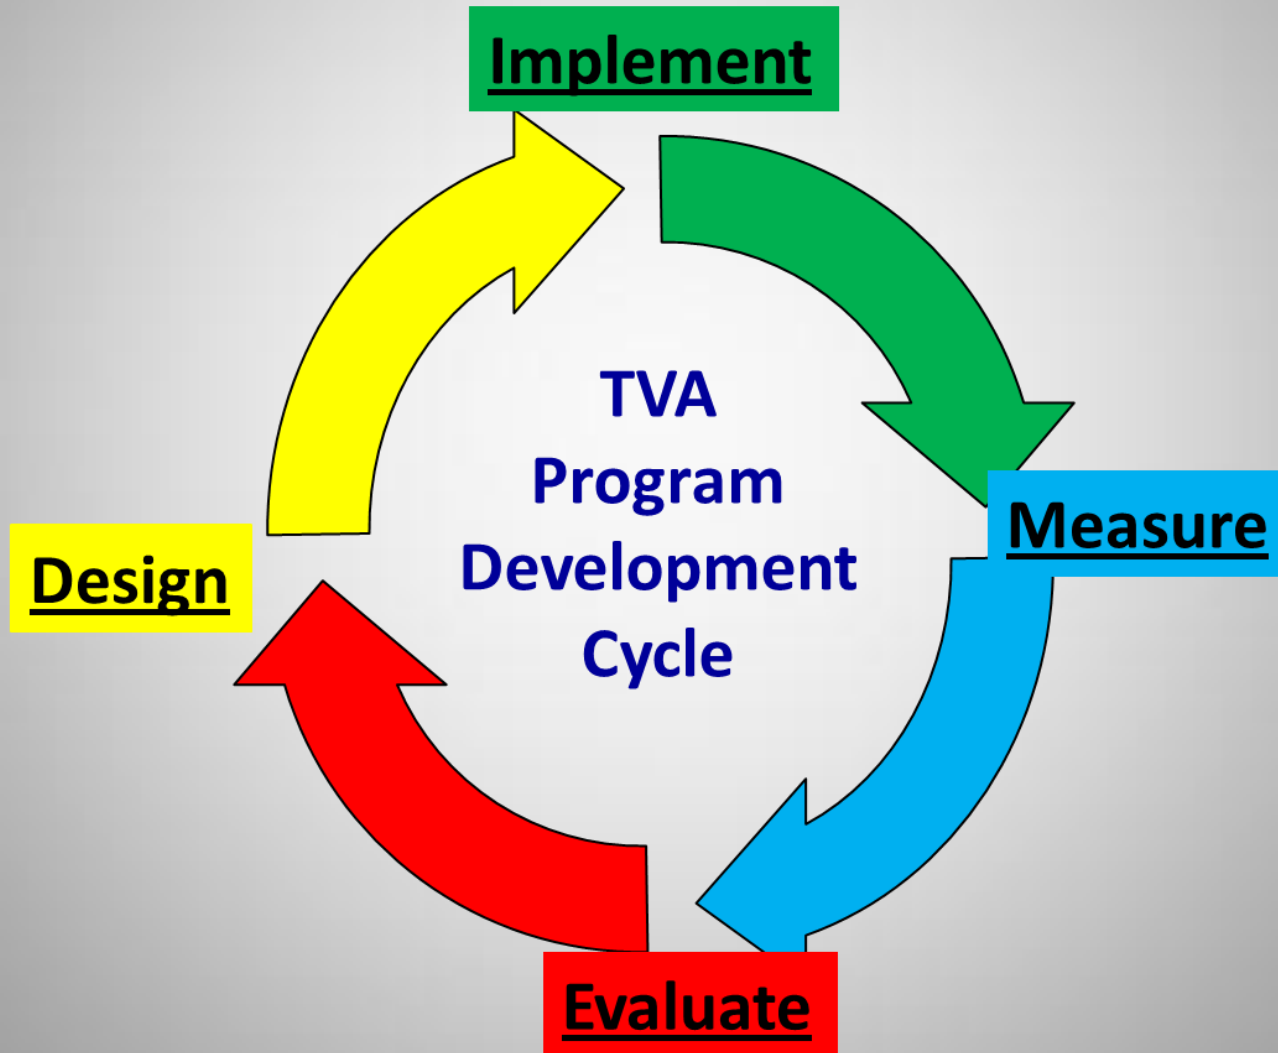 Implement
TVA
Program
Development
Cycle
Measure
Design
Evaluate